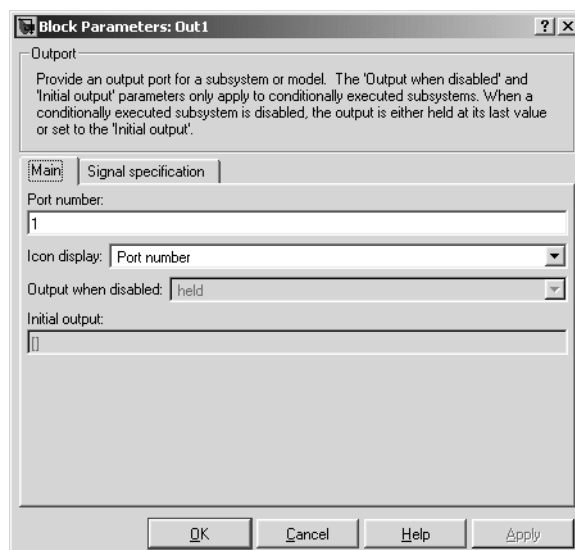 Block Parameters: Out1
Outport
Provide an output port for a subsystem or model. The 'Output when disabled' and
'Initial output' parameters only apply to conditionally executed subsystems. When a
conditionally executed subsystem is disabled, the output is either held at its last value
or set to the 'Initial output'.
Main Signal specification
Port number:
1
Icon display: Port number
Output when disabled: held
Initial output:
[]
OK Cancel Help Apply